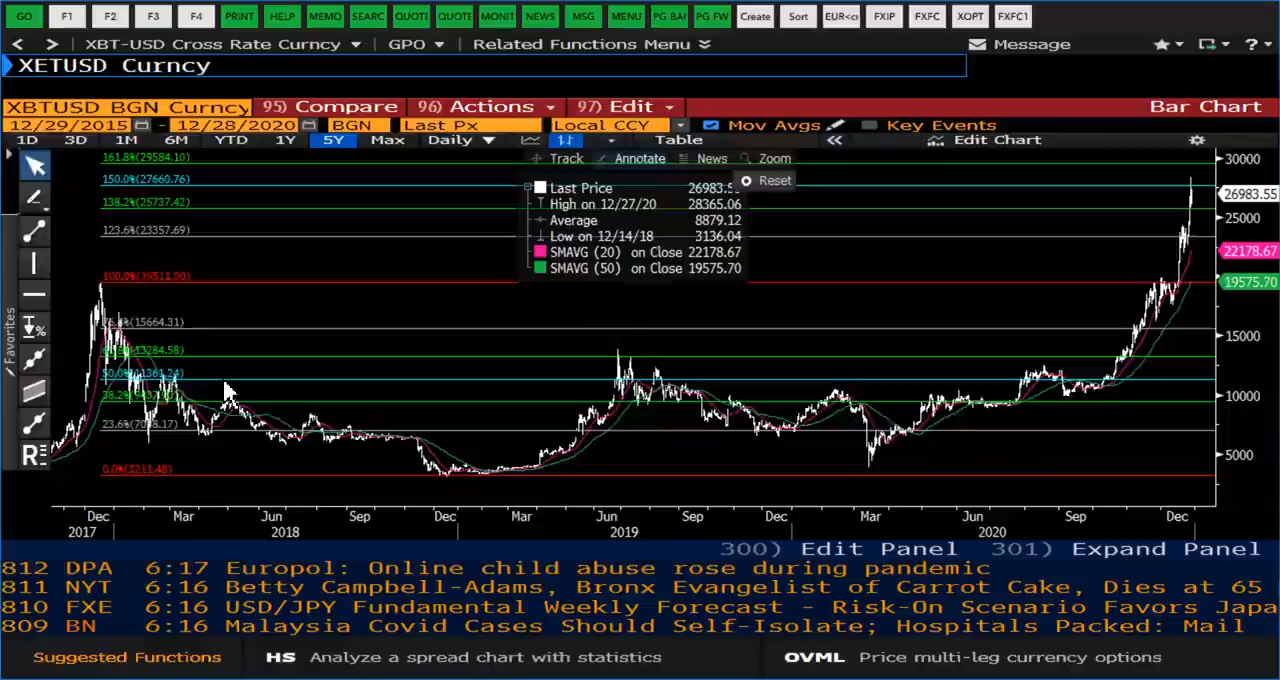 GO F1 F2 F3 F4 PRINT HELP MEMO SEARC QUOTE QUOTE MONIT NEWS MSG MENU PG BA PG FW Create Sort EUR<cr FXIP FXFC XOPT FXFC1
XBT-USD Cross Rate Curncy GPO Related Functions Menu Message ?
XETUSD Curncy
XBTUSD BGN Curncy 95) Compare 96) Actions 97) Edit Bar Chart
12/29/2015 - 12/28/2020 BGN Last Px Local CCY Mov Avgs Key Events
1D 3D 1M 6M YTD 1Y 5Y Max Daily Table Edit Chart
Track Annotate News Zoom
Reset
Last Price 26983.55
High on 12/27/20 28365.06
Average 8879.12
Low on 12/14/18 3136.04
SMAVG (20) on Close 22178.67
SMAVG (50) on Close 19575.70
161.8%(29584.10)
150.0%(27660.76)
138.2%(25737.42)
123.6%(23357.69)
100.0%(19511.00)
(15664.31)
(13284.58)
50.0%(11361.24)
38.2%
23.6%
0.0%(3211.48)
30000
26983.55
25000
22178.67
19575.70
15000
10000
5000
Favorites
%
R
Dec Mar Jun Sep Dec Mar Jun Sep Dec Mar Jun Sep Dec
2017 2018 2019 2020
300) Edit Panel 301) Expand Panel
812 DPA 6:17 Europol: Online child abuse rose during pandemic
811 NYT 6:16 Betty Campbell-Adams, Bronx Evangelist of Carrot Cake, Dies at 65
810 FXE 6:16 USD/JPY Fundamental Weekly Forecast - Risk-On Scenario Favors Japa
809 BN 6:16 Malaysia Covid Cases Should Self-Isolate; Hospitals Packed: Mail
Suggested Functions HS Analyze a spread chart with statistics OVML Price multi-leg currency options